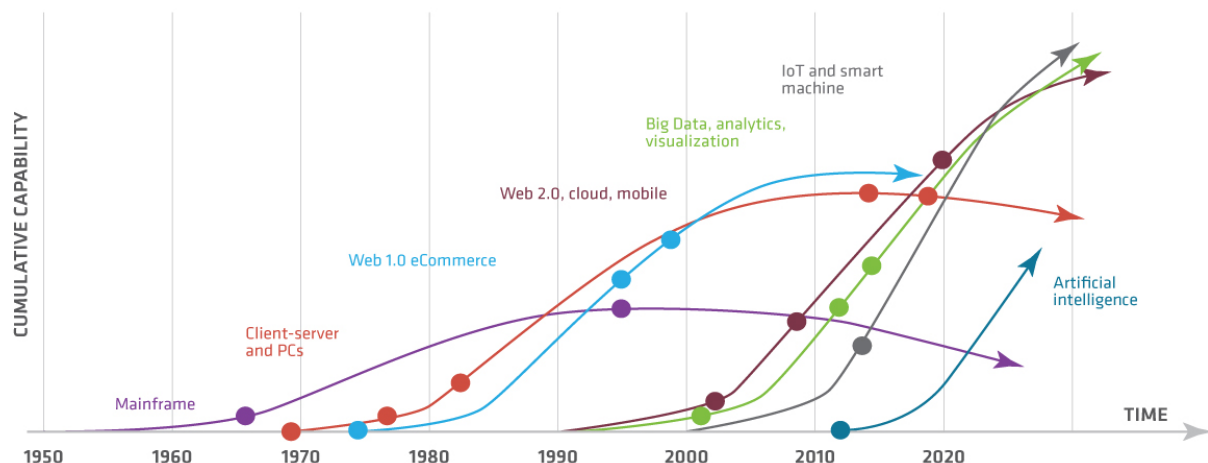 CUMULATIVE CAPABILITY
IoT and smart
machine
Big Data, analytics,
visualization
Web 2.0, cloud, mobile
Web 1.0 eCommerce
Artificial
intelligence
Client-server
and PCs
Mainframe
TIME
1950 1960 1970 1980 1990 2000 2010 2020